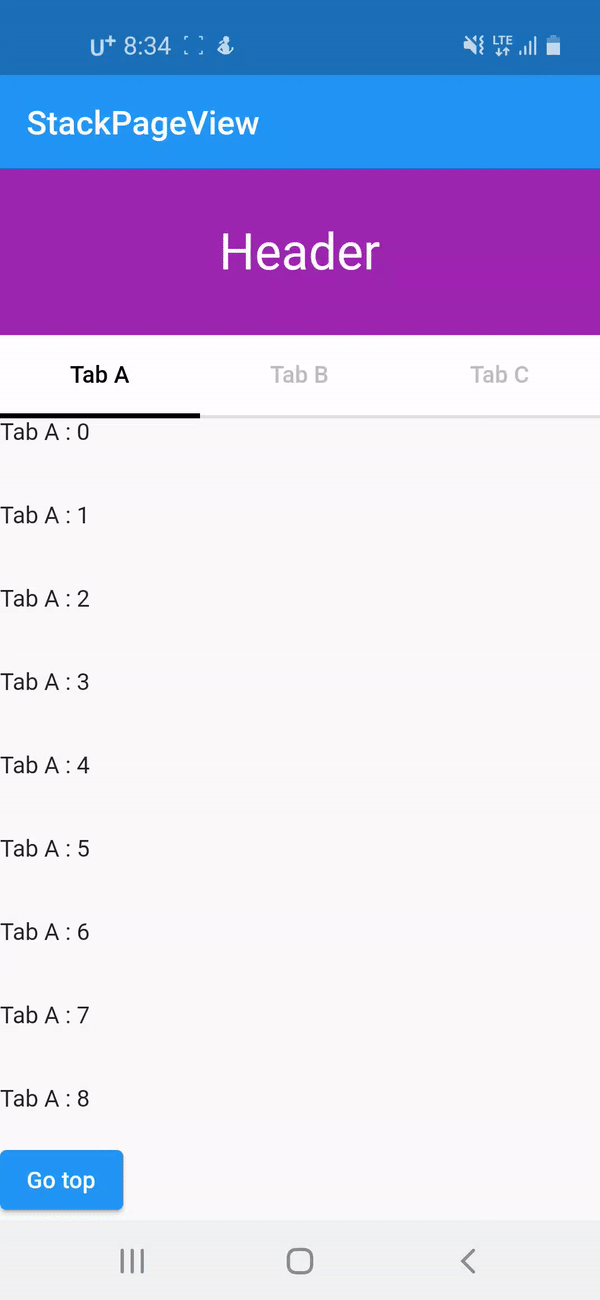 U+ 8:34 LTE
StackPageView
Header
Tab A Tab B Tab C
Tab A : 0
Tab A : 1
Tab A : 2
Tab A : 3
Tab A : 4
Tab A : 5
Tab A : 6
Tab A : 7
Tab A : 8
Go top